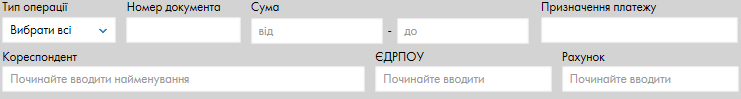 Тип операції Номер документа Сума Призначення платежу
Вибрати всі від - до
Кореспондент ЄДРПОУ Рахунок
Починайте вводити найменування Починайте вводити Починайте вводити